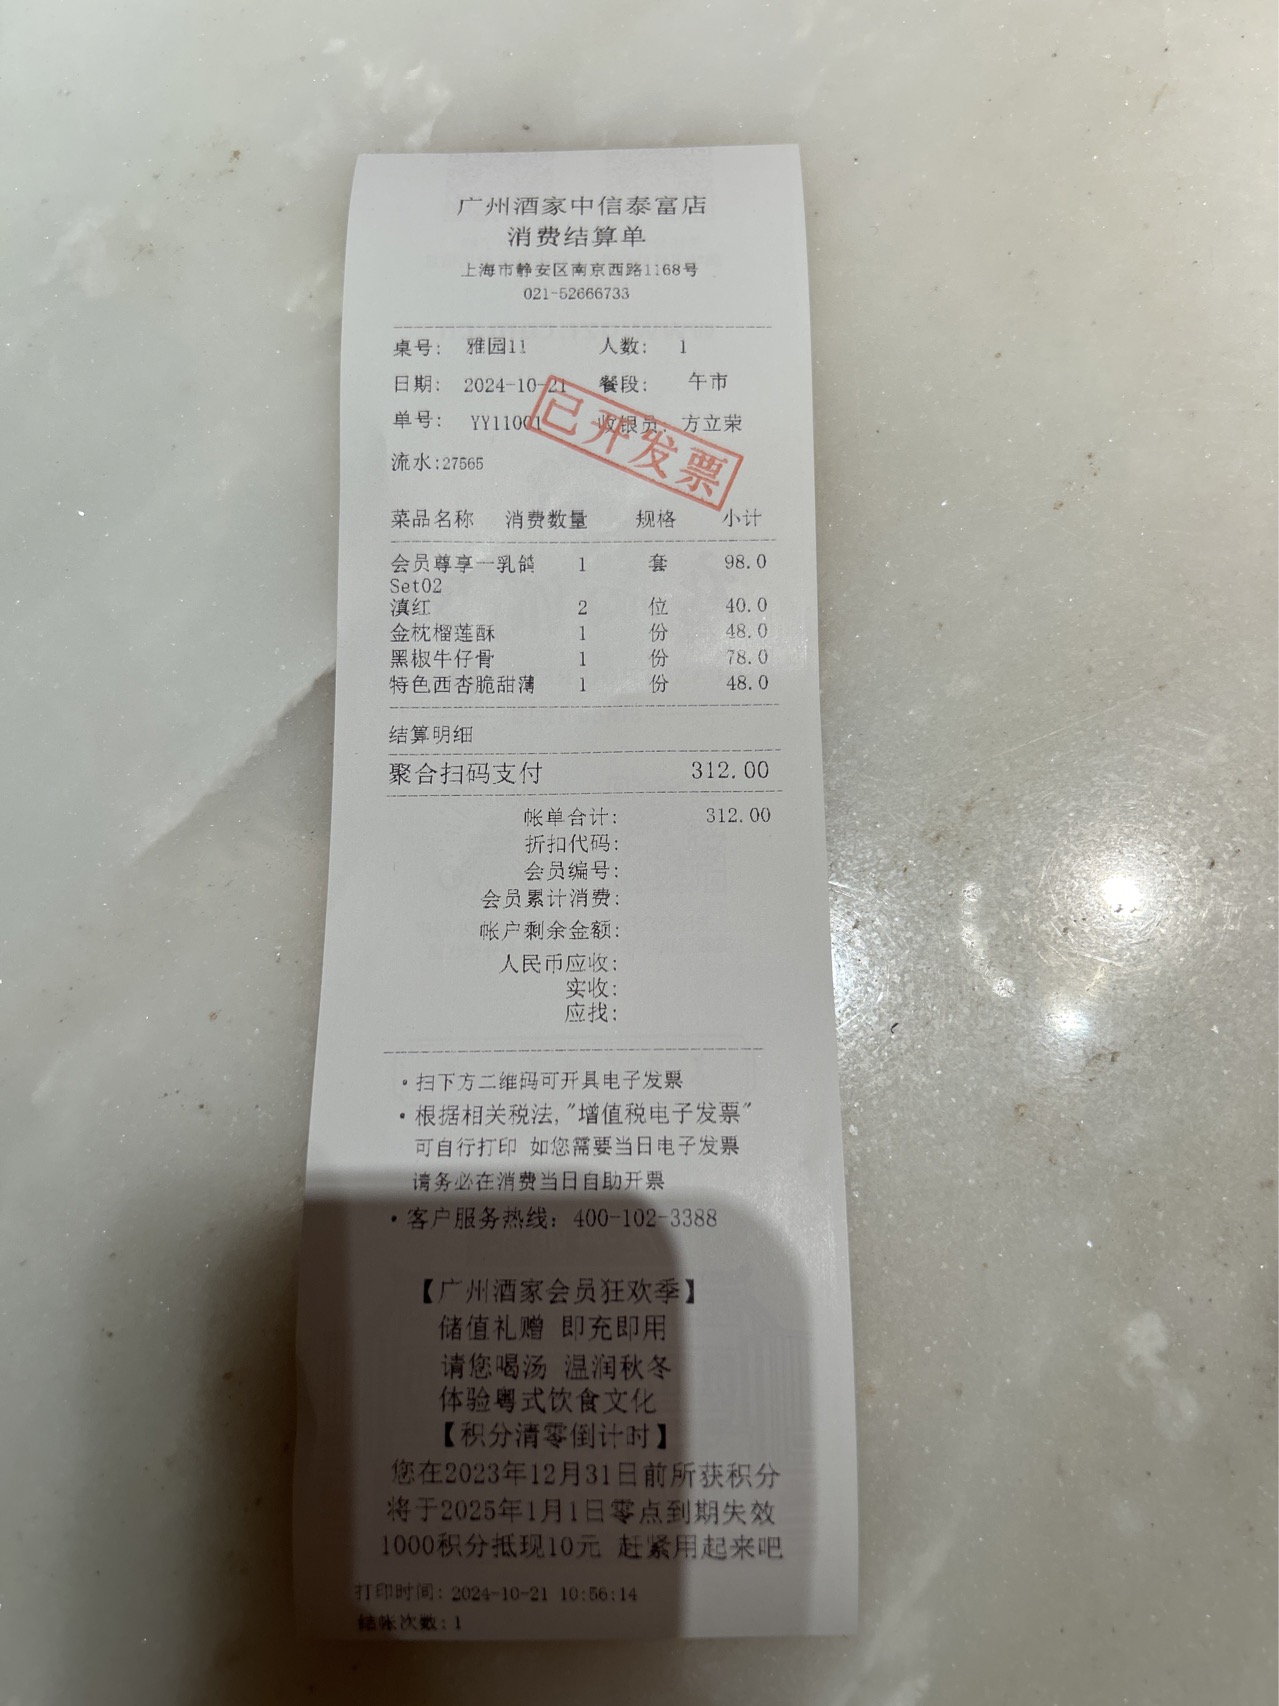 广州酒家中信泰富店
消费结算单
上海市静安区南京西路1168号
021-52666733
桌号: 雅园11 人数: 1
日期: 2024-10-21 餐段: 午市
单号: YY11001 收银员: 方立荣
已开发票
流水:27565
菜品名称 消费数量 规格 小计
会员尊享一乳鸽 1 套 98.0
Set02
滇红 2 位 40.0
金枕榴莲酥 1 份 48.0
黑椒牛仔骨 1 份 78.0
特色西杏脆甜薄 1 份 48.0
结算明细
聚合扫码支付 312.00
帐单合计: 312.00
折扣代码:
会员编号:
会员累计消费:
帐户剩余金额:
人民币应收:
实收:
应找:
·扫下方二维码可开具电子发票
·根据相关税法,"增值税电子发票"
可自行打印 如您需要当日电子发票
请务必在消费当日自助开票
·客户服务热线: 400-102-3388
【广州酒家会员狂欢季】
储值礼赠 即充即用
请您喝汤 温润秋冬
体验粤式饮食文化
【积分清零倒计时】
您在2023年12月31日前所获积分
将于2025年1月1日零点到期失效
1000积分抵现10元 赶紧用起来吧
打印时间: 2024-10-21 10:56:14
结帐次数: 1